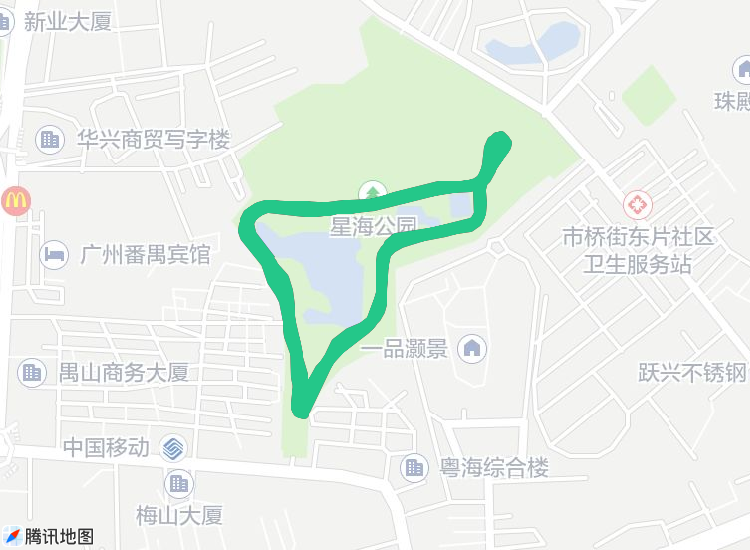 新业大厦
珠殿
华兴商贸写字楼
星海公园
市桥街东片社区
卫生服务站
广州番禺宾馆
一品灏景
禺山商务大厦
跃兴不锈钢
中国移动
粤海综合楼
梅山大厦
腾讯地图